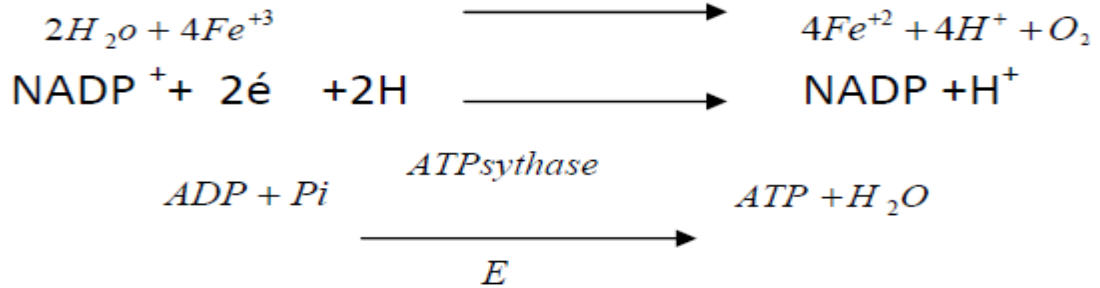 2H₂o + 4Fe⁺³ → 4Fe⁺² + 4H⁺ + O₂
NADP ⁺+ 2é +2H → NADP +H⁺
ADP + Pi ATPsythase → ATP + H₂O
E